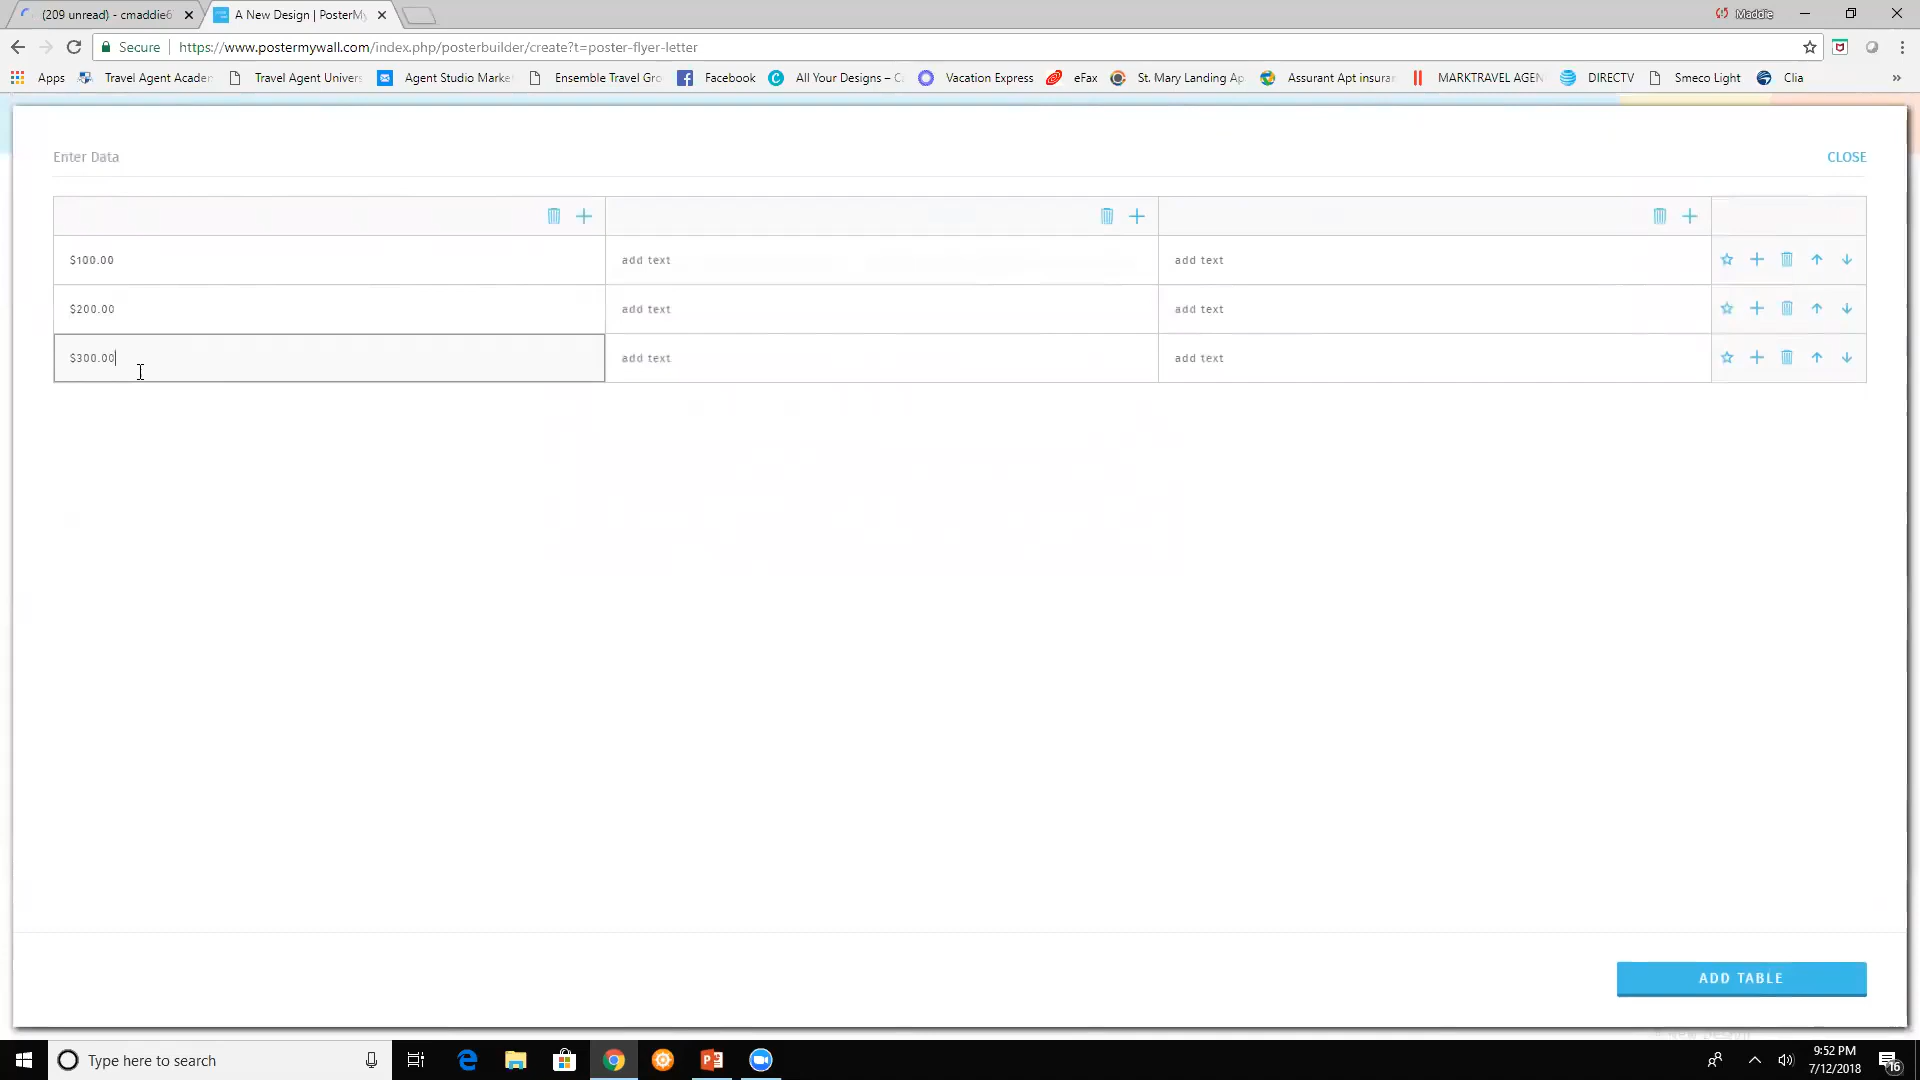 (209 unread) - cmaddie6
A New Design | PosterMy
Maddie
Secure
https://www.postermywall.com/index.php/posterbuilder/create?t=poster-flyer-letter
Apps
Travel Agent Academ
Travel Agent Univers
Agent Studio Marke
Ensemble Travel Gro
Facebook
All Your Designs – C
Vacation Express
eFax
St. Mary Landing Ap
Assurant Apt insuran
MARKTRAVEL AGEN
DIRECTV
Smeco Light
Clia
»
Enter Data
CLOSE
$100.00 add text add text
$200.00 add text add text
$300.00 add text add text
ADD TABLE
Type here to search
9:52 PM
7/12/2018
16